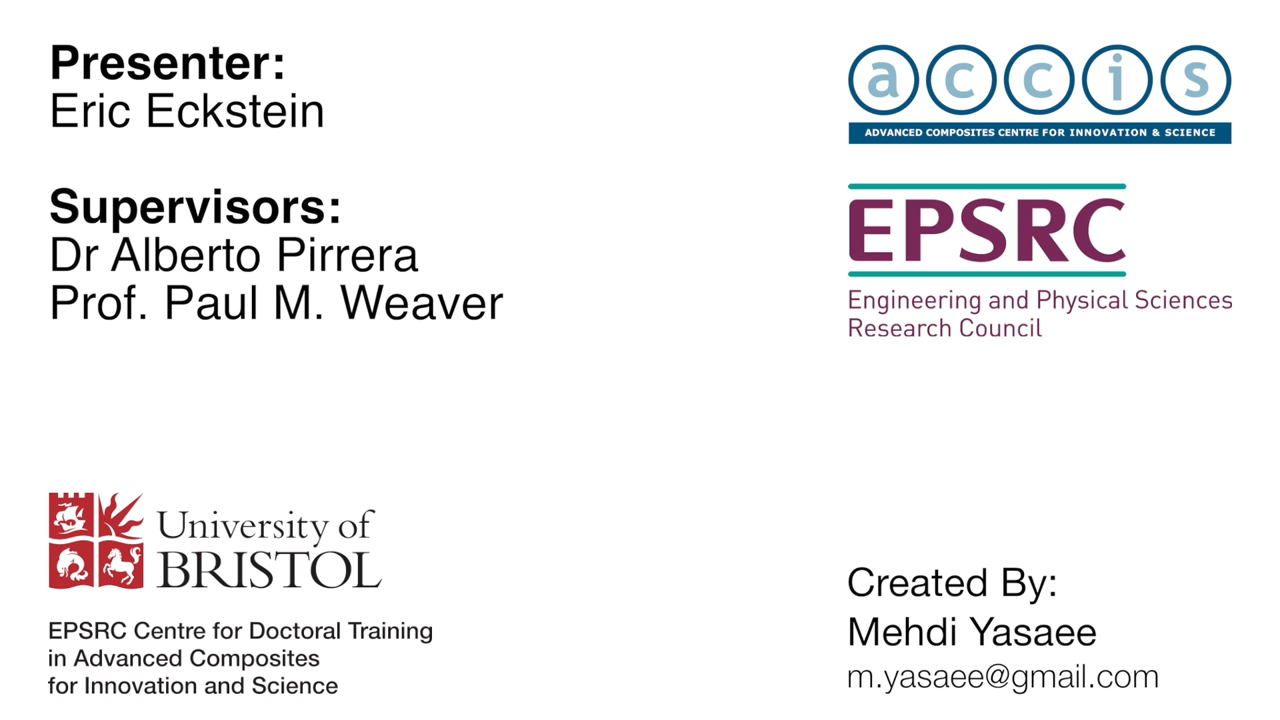 Presenter:
Eric Eckstein
Supervisors:
Dr Alberto Pirrera
Prof. Paul M. Weaver
accis
ADVANCED COMPOSITES CENTRE FOR INNOVATION & SCIENCE
EPSRC
Engineering and Physical Sciences
Research Council
University of
BRISTOL
EPSRC Centre for Doctoral Training
in Advanced Composites
for Innovation and Science
Created By:
Mehdi Yasaee
m.yasaee@gmail.com